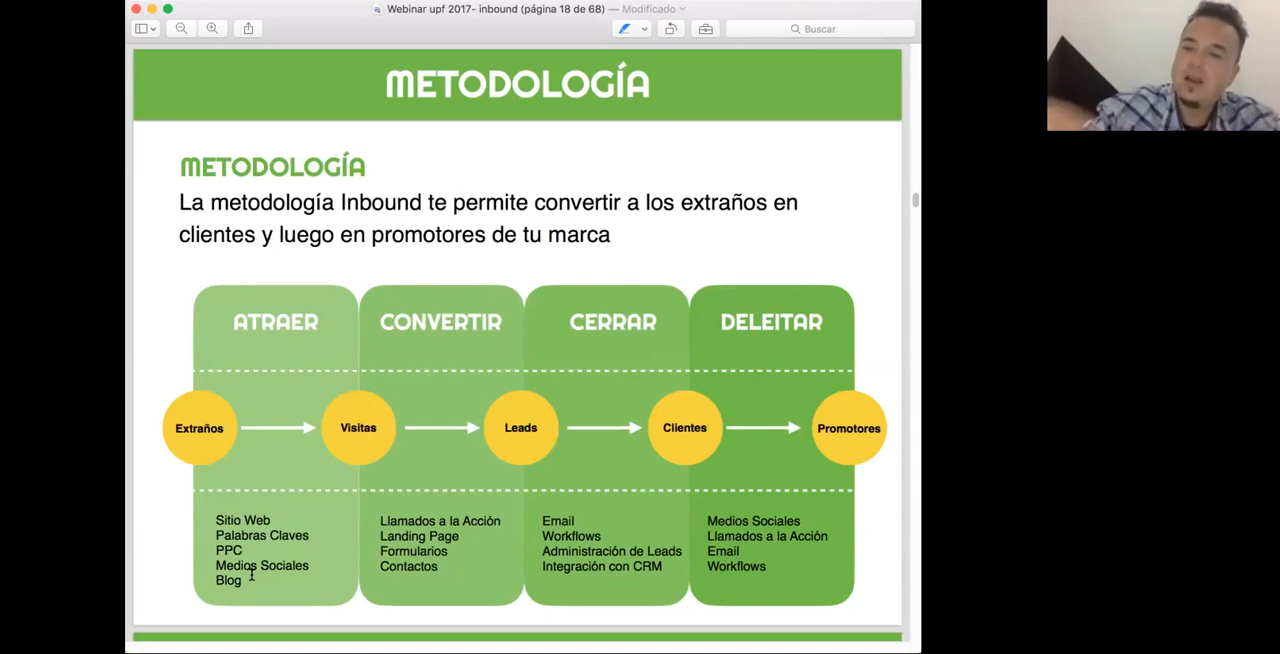 Webinar upf 2017- inbound (página 18 de 68) — Modificado
Buscar
METODOLOGÍA
METODOLOGÍA
La metodología Inbound te permite convertir a los extraños en
clientes y luego en promotores de tu marca
ATRAER
CONVERTIR
CERRAR
DELEITAR
Extraños
Visitas
Leads
Clientes
Promotores
Sitio Web
Palabras Claves
PPC
Medios Sociales
Blog
Llamados a la Acción
Landing Page
Formularios
Contactos
Email
Workflows
Administración de Leads
Integración con CRM
Medios Sociales
Llamados a la Acción
Email
Workflows